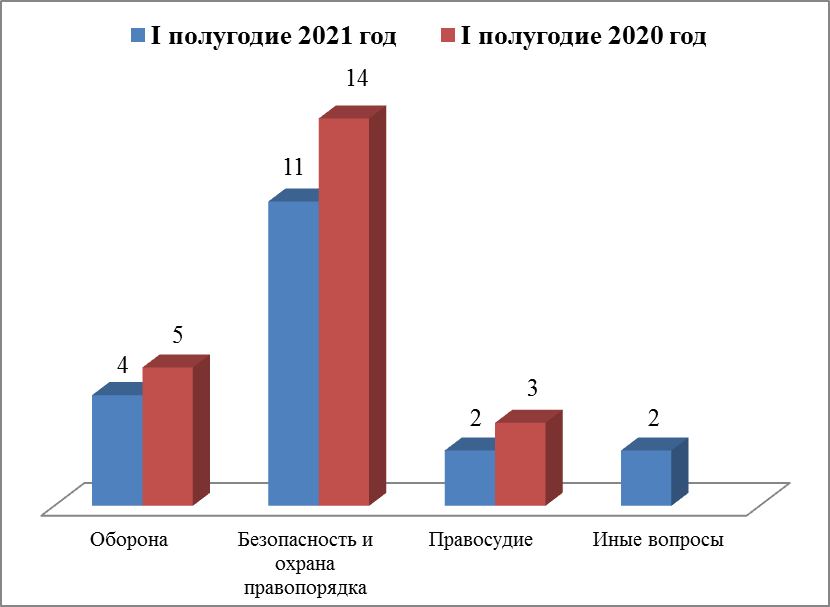 I полугодие 2021 год I полугодие 2020 год
14
11
5
4
3
2
2
Оборона
Безопасность и
охрана
правопорядка
Правосудие
Иные вопросы